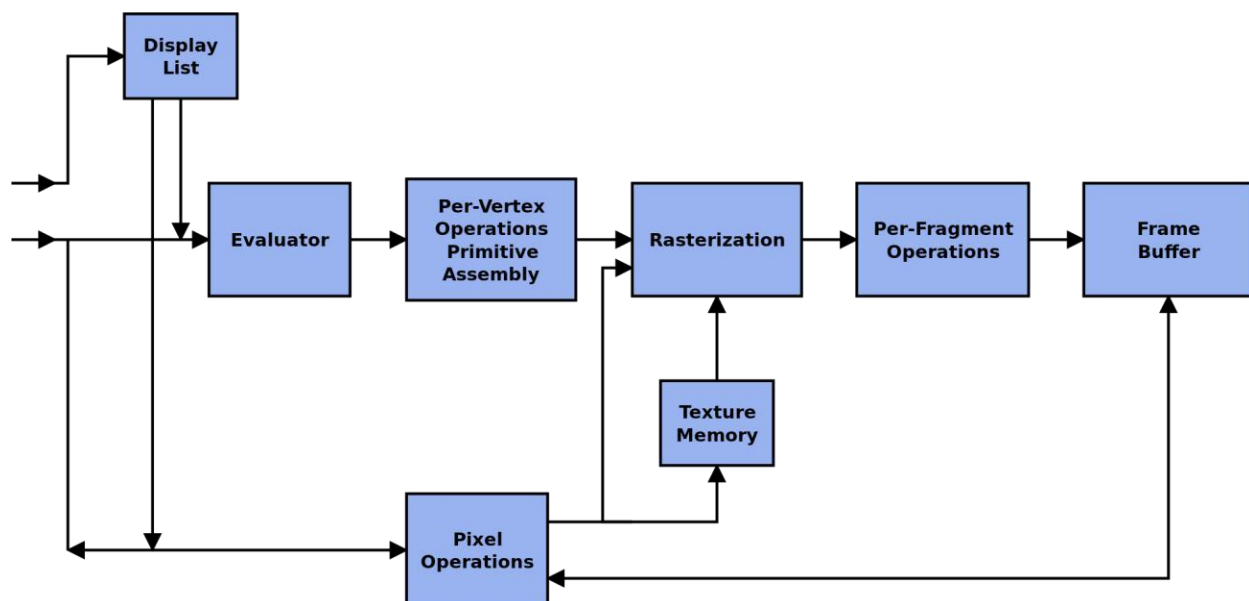 Display
List
Evaluator
Per-Vertex
Operations
Primitive
Assembly
Rasterization
Per-Fragment
Operations
Frame
Buffer
Texture
Memory
Pixel
Operations